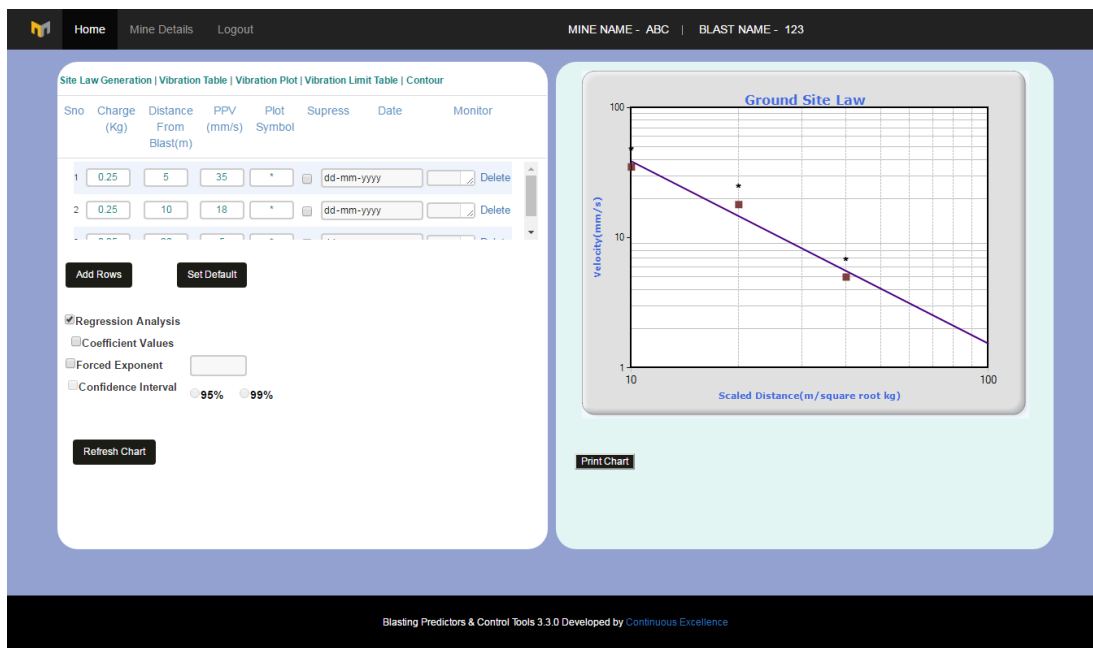 Home Mine Details Logout MINE NAME - ABC | BLAST NAME - 123
Site Law Generation | Vibration Table | Vibration Plot | Vibration Limit Table | Contour
Sno Charge (Kg) Distance From Blast(m) PPV (mm/s) Plot Symbol Supress Date Monitor
1 0.25 5 35 * dd-mm-yyyy Delete
2 0.25 10 18 * dd-mm-yyyy Delete
Add Rows Set Default
Regression Analysis
Coefficient Values
Forced Exponent
Confidence Interval 95% 99%
Refresh Chart
Ground Site Law
100
10
1
Velocity(mm/s)
* * *
10 100
Scaled Distance(m/square root kg)
Print Chart
Blasting Predictors & Control Tools 3.3.0 Developed by Continuous Excellence